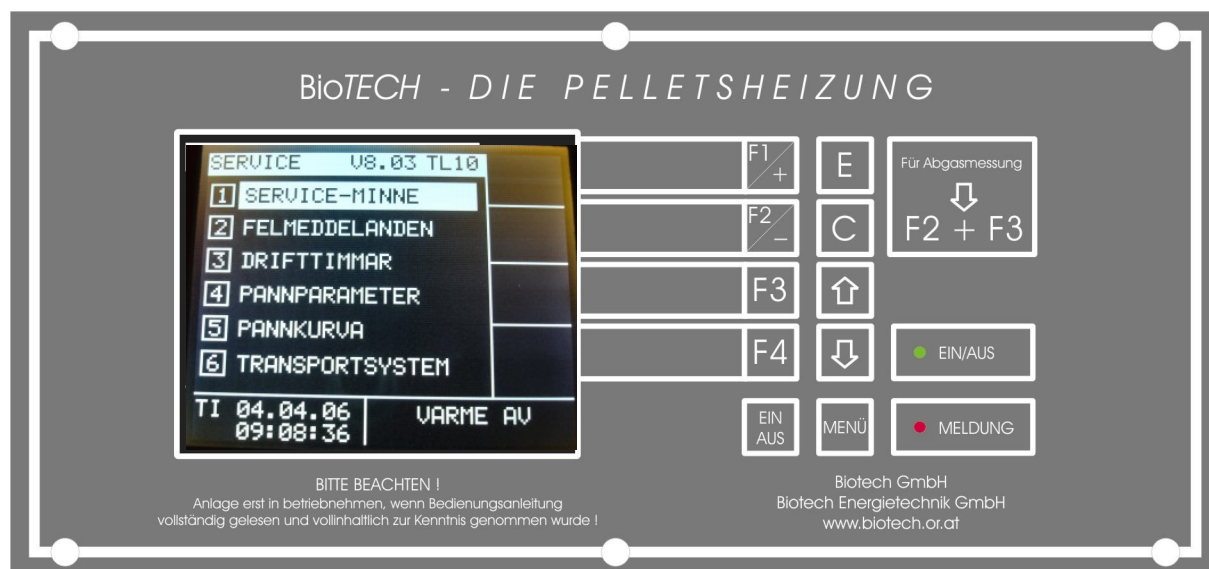 BioTECH - DIE PELLETSHEIZUNG
SERVICE V8.03 TL10
1 SERVICE-MINNE
2 FELMEDDELANDEN
3 DRIFTTIMMAR
4 PANNPARAMETER
5 PANNKURVA
6 TRANSPORTSYSTEM
TI 04.04.06
09:08:36
VARME AV
F1
+
F2
-
F3
F4
E
C
EIN
AUS
MENÜ
Für Abgasmessung
F2 + F3
EIN/AUS
MELDUNG
BITTE BEACHTEN !
Anlage erst in betriebnehmen, wenn Bedienungsanleitung
vollständig gelesen und vollinhaltlich zur Kenntnis genommen wurde !
Biotech GmbH
Biotech Energietechnik GmbH
www.biotech.or.at